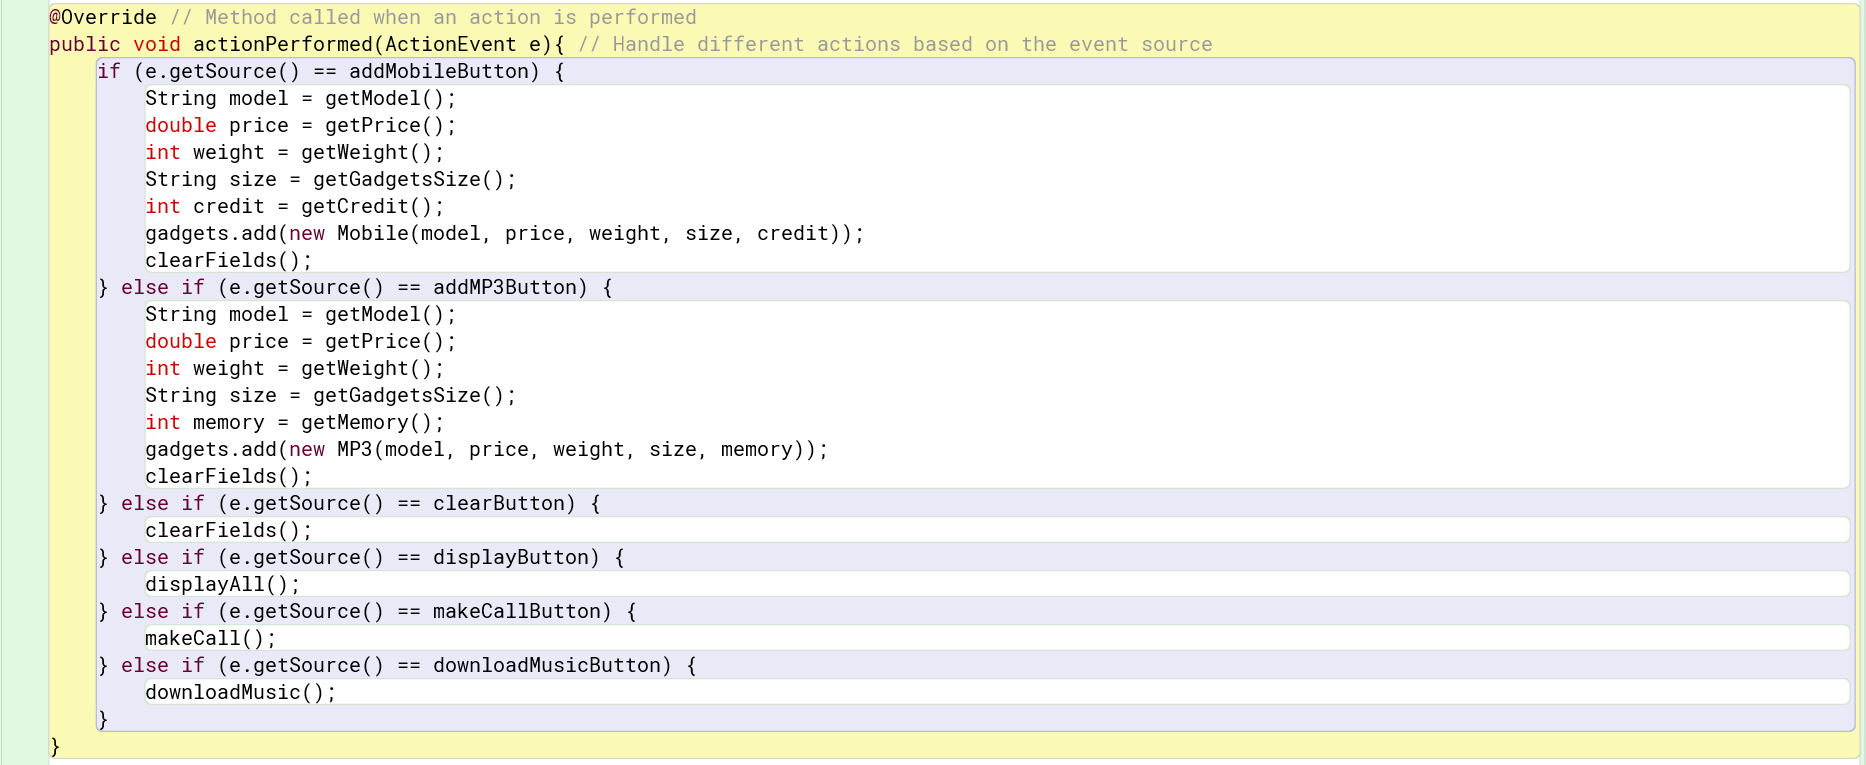 @Override // Method called when an action is performed
public void actionPerformed(ActionEvent e){ // Handle different actions based on the event source
    if (e.getSource() == addMobileButton) {
        String model = getModel();
        double price = getPrice();
        int weight = getWeight();
        String size = getGadgetsSize();
        int credit = getCredit();
        gadgets.add(new Mobile(model, price, weight, size, credit));
        clearFields();
    } else if (e.getSource() == addMP3Button) {
        String model = getModel();
        double price = getPrice();
        int weight = getWeight();
        String size = getGadgetsSize();
        int memory = getMemory();
        gadgets.add(new MP3(model, price, weight, size, memory));
        clearFields();
    } else if (e.getSource() == clearButton) {
        clearFields();
    } else if (e.getSource() == displayButton) {
        displayAll();
    } else if (e.getSource() == makeCallButton) {
        makeCall();
    } else if (e.getSource() == downloadMusicButton) {
        downloadMusic();
    }
}